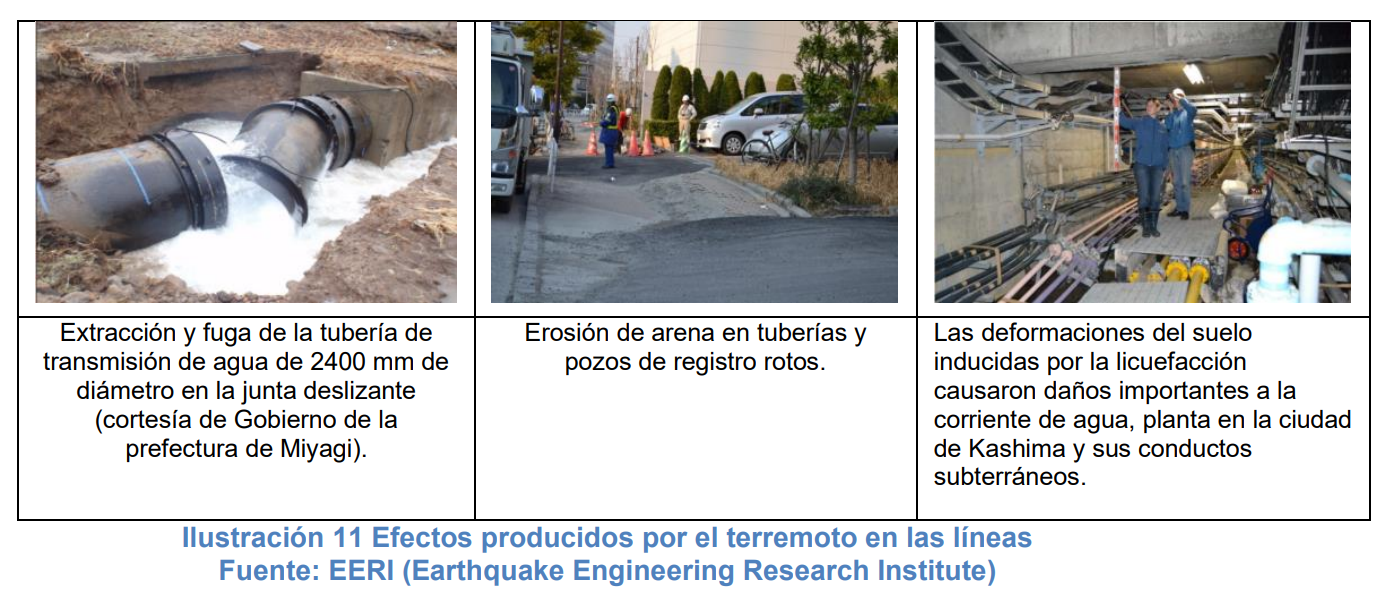 Extracción y fuga de la tubería de
transmisión de agua de 2400 mm de
diámetro en la junta deslizante
(cortesía de Gobierno de la
prefectura de Miyagi).
Erosión de arena en tuberías y
pozos de registro rotos.
Las deformaciones del suelo
inducidas por la licuefacción
causaron daños importantes a la
corriente de agua, planta en la ciudad
de Kashima y sus conductos
subterráneos.
Ilustración 11 Efectos producidos por el terremoto en las líneas
Fuente: EERI (Earthquake Engineering Research Institute)